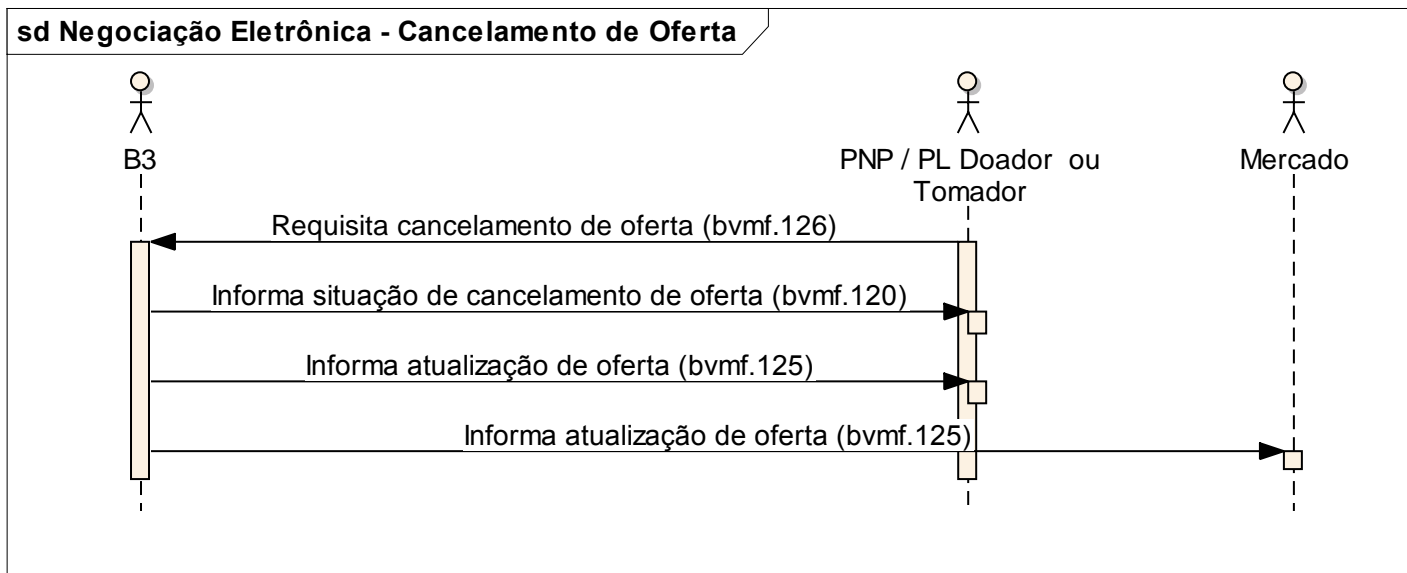 sd Negociação Eletrônica - Cancelamento de Oferta
B3
PNP / PL Doador ou
Tomador
Mercado
Requisita cancelamento de oferta (bvmf.126)
Informa situação de cancelamento de oferta (bvmf.120)
Informa atualização de oferta (bvmf.125)
Informa atualização de oferta (bvmf.125)